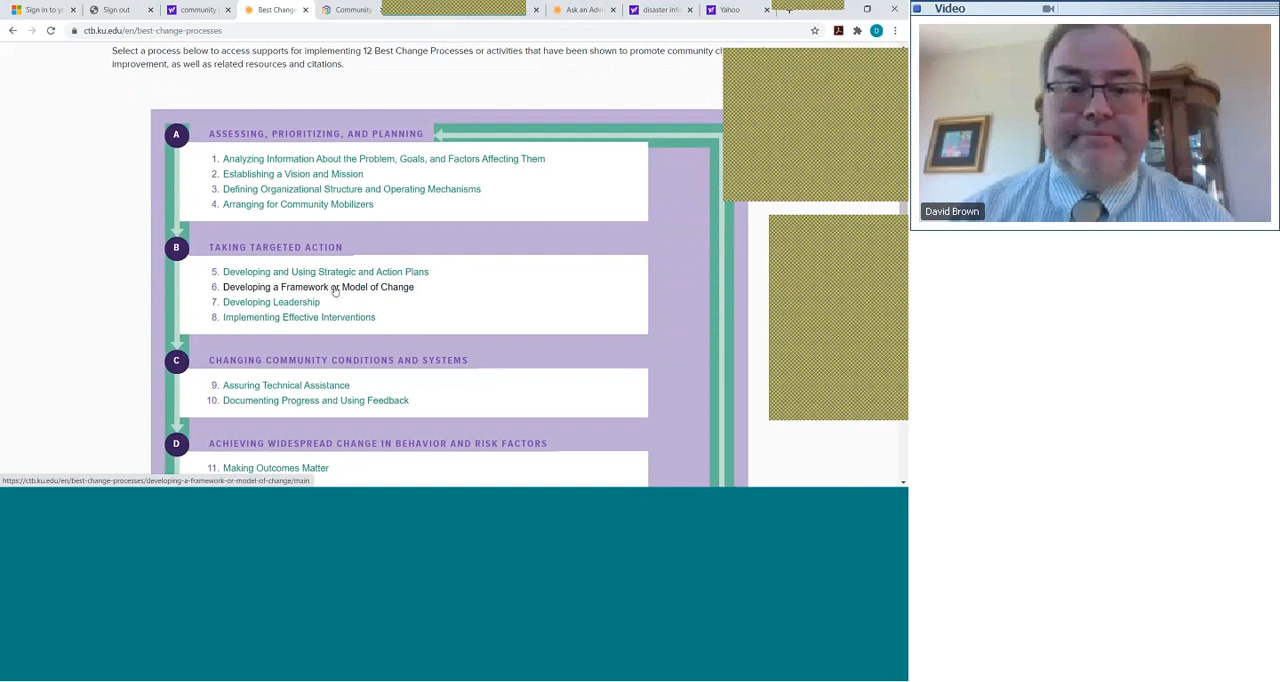 Sign in to y
Sign out
community
Best Chang
Community
Ask an Advi
disaster info
Yahoo
ctb.ku.edu/en/best-change-processes
D
Video
Select a process below to access supports for implementing 12 Best Change Processes or activities that have been shown to promote community ch
improvement, as well as related resources and citations.
A
ASSESSING, PRIORITIZING, AND PLANNING
1. Analyzing Information About the Problem, Goals, and Factors Affecting Them
2. Establishing a Vision and Mission
3. Defining Organizational Structure and Operating Mechanisms
4. Arranging for Community Mobilizers
David Brown
B
TAKING TARGETED ACTION
5. Developing and Using Strategic and Action Plans
6. Developing a Framework or Model of Change
7. Developing Leadership
8. Implementing Effective Interventions
C
CHANGING COMMUNITY CONDITIONS AND SYSTEMS
9. Assuring Technical Assistance
10. Documenting Progress and Using Feedback
D
ACHIEVING WIDESPREAD CHANGE IN BEHAVIOR AND RISK FACTORS
11. Making Outcomes Matter
https://ctb.ku.edu/en/best-change-processes/developing-a-framework-or-model-of-change/main